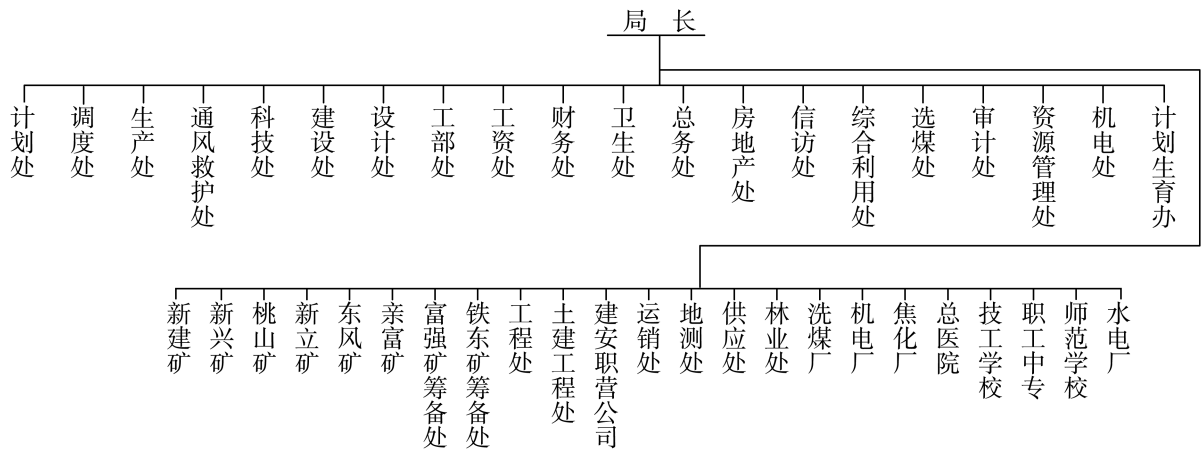 局长
计划处
调度处
生产处
通风救护处
科技处
建设处
设计处
工部处
工资处
财务处
卫生处
总务处
房地产处
信访处
综合利用处
选煤处
审计处
资源管理处
机电处
计划生育办
新建矿
新兴矿
桃山矿
新立矿
东风矿
亲富矿
富强矿筹备处
铁东矿筹备处
工程处
土建工程处
建安职营公司
运销处
地测处
供应处
林业处
洗煤厂
机电厂
焦化厂
总医院
技工学校
职工中专
师范学校
水电厂